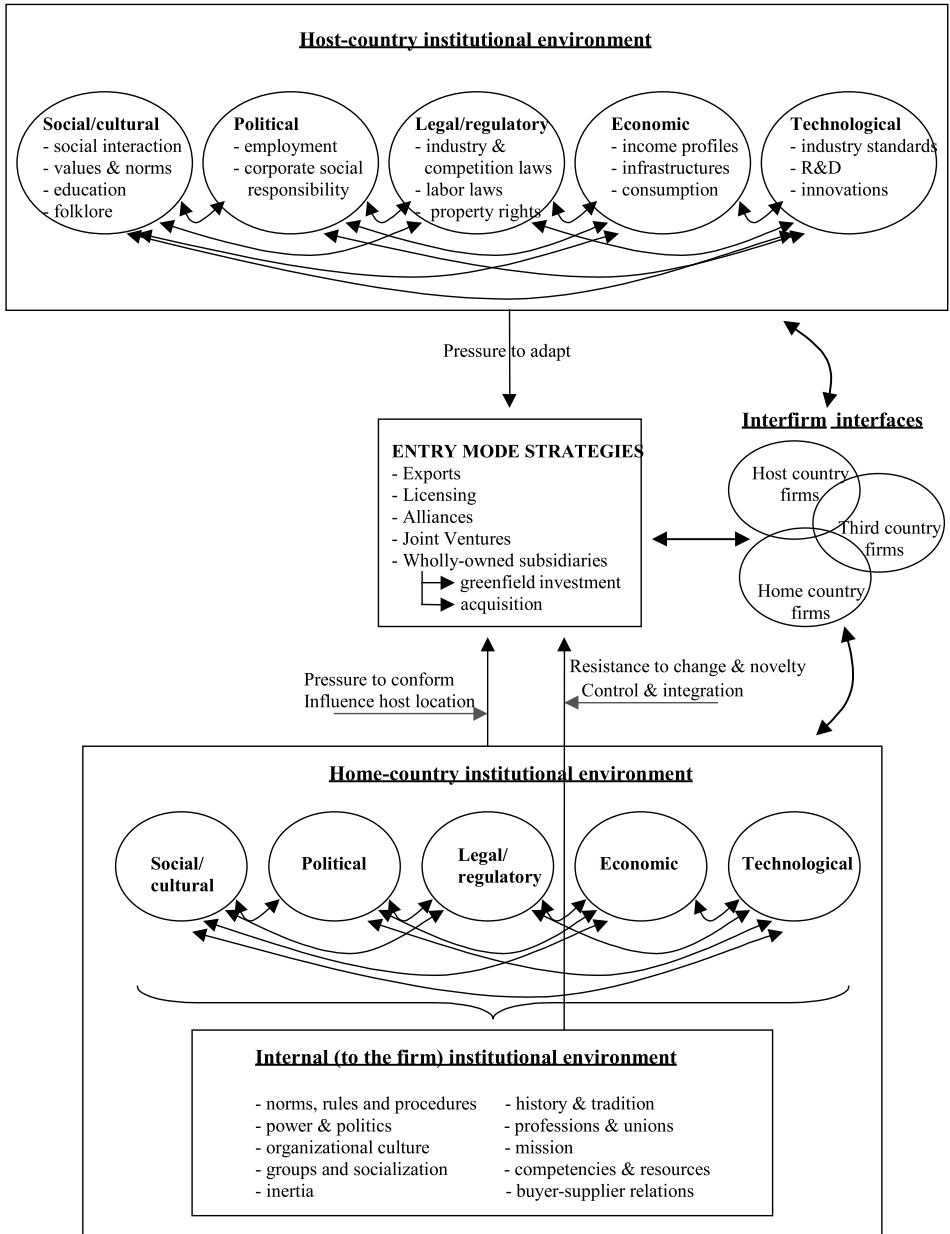 Host-country institutional environment
Social/cultural
- social interaction
- values & norms
- education
- folklore
Political
- employment
- corporate social
responsibility
Legal/regulatory
- industry &
competition laws
- labor laws
- property rights
Economic
- income profiles
- infrastructures
- consumption
Technological
- industry standards
- R&D
- innovations
Pressure to adapt
ENTRY MODE STRATEGIES
- Exports
- Licensing
- Alliances
- Joint Ventures
- Wholly-owned subsidiaries
greenfield investment
acquisition
Interfirm interfaces
Host country
firms
Third country
firms
Home country
firms
Pressure to conform
Influence host location
Resistance to change & novelty
Control & integration
Home-country institutional environment
Social/
cultural
Political
Legal/
regulatory
Economic
Technological
Internal (to the firm) institutional environment
- norms, rules and procedures
- power & politics
- organizational culture
- groups and socialization
- inertia
- history & tradition
- professions & unions
- mission
- competencies & resources
- buyer-supplier relations